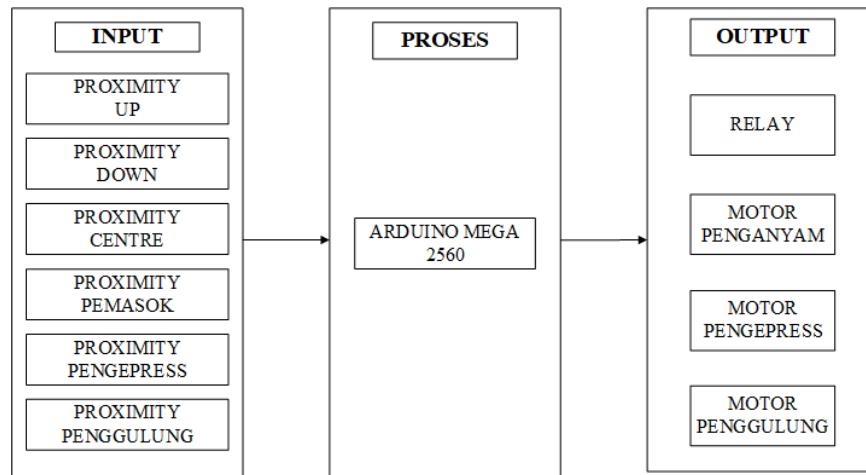 INPUT
PROXIMITY
UP
PROXIMITY
DOWN
PROXIMITY
CENTRE
PROXIMITY
PEMASOK
PROXIMITY
PENGEPRESS
PROXIMITY
PENGGULUNG
PROSES
ARDUINO MEGA
2560
OUTPUT
RELAY
MOTOR
PENGANYAM
MOTOR
PENGEPRESS
MOTOR
PENGGULUNG